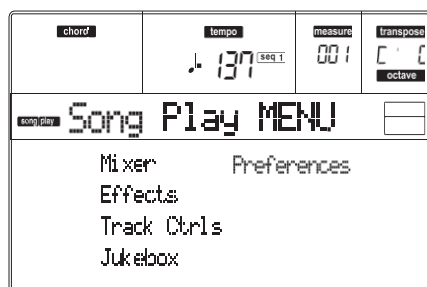 chord tempo measure transpose
♩= 137 seq 1 001
octave
song play Song Play MENU
Mixer Preferences
Effects
Track Ctrls
Jukebox